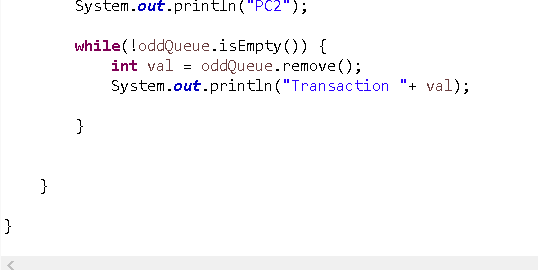 System.out.println("PC2");
while(!oddQueue.isEmpty()) {
int val = oddQueue.remove();
System.out.println("Transaction "+ val);
}
}
}